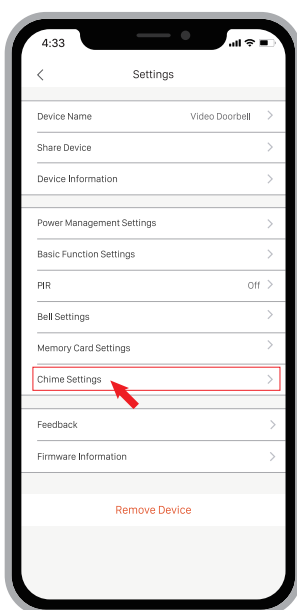 4:33
Settings
Device Name Video Doorbell
Share Device
Device Information
Power Management Settings
Basic Function Settings
PIR Off
Bell Settings
Memory Card Settings
Chime Settings
Feedback
Firmware Information
Remove Device